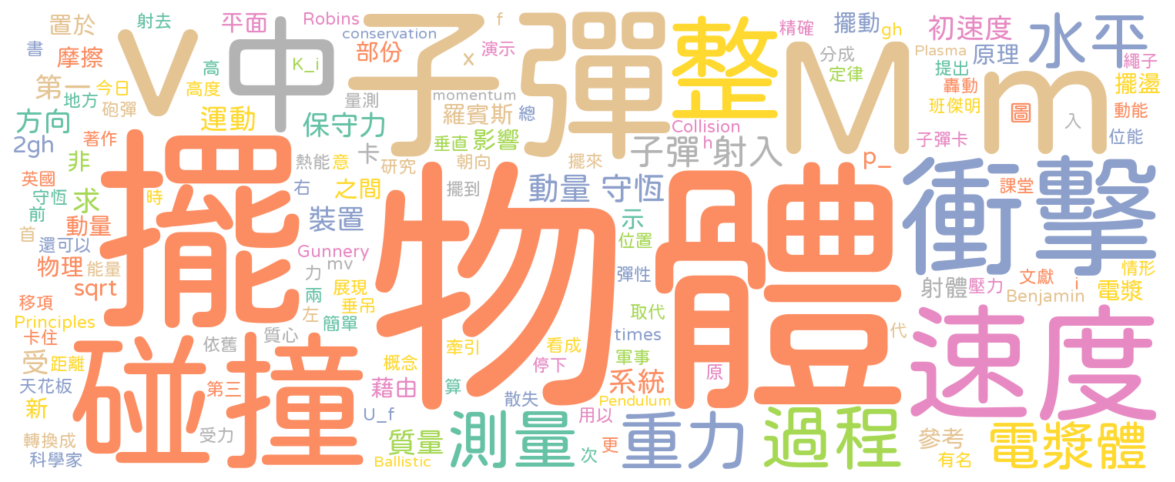 置於
射去
平面
Robins
conservation
f
子彈
整
精確
擺動
gh
初速度
水平
書
摩擦
高
V
中
K_i
部份
x
演示
M
分成
定律
Plasma
提出
原理
繩子
第一
今日
高度
地方
砲彈
量測
momentum
羅賓斯
總
轟動
班傑明
m
擺盪
動能
圖
入
位能
方向
著作
運動
保守力
垂直
影響
Collision
h
子彈卡
2gh
非
熱能
意
卡
研究
朝向
擺來
子彈
射入
p_
英國
守恆
求
擺
時
右
之間
擺到
物體
動量
守恆
衝擊
課堂
前
首
動量
裝置
示
位置
還可以
Gunnery
mv
力
彈性
物理
能量
sqrt
展現
兩
垂吊
左
簡單
取代
射體
壓力
文獻
i
Benjamin
情形
電漿
移項
Principles
卡住
質心
依舊
times
代
速度
受
距離
碰撞
牽引
看成
概念
停下
軍事
原
天花板
第三
藉由
算
系統
新
U_f
散失
用以
Pendulum
轉換成
科學家
受力
質量
Ballistic
測量
次
更
重力
過程
參考
有名
電漿體